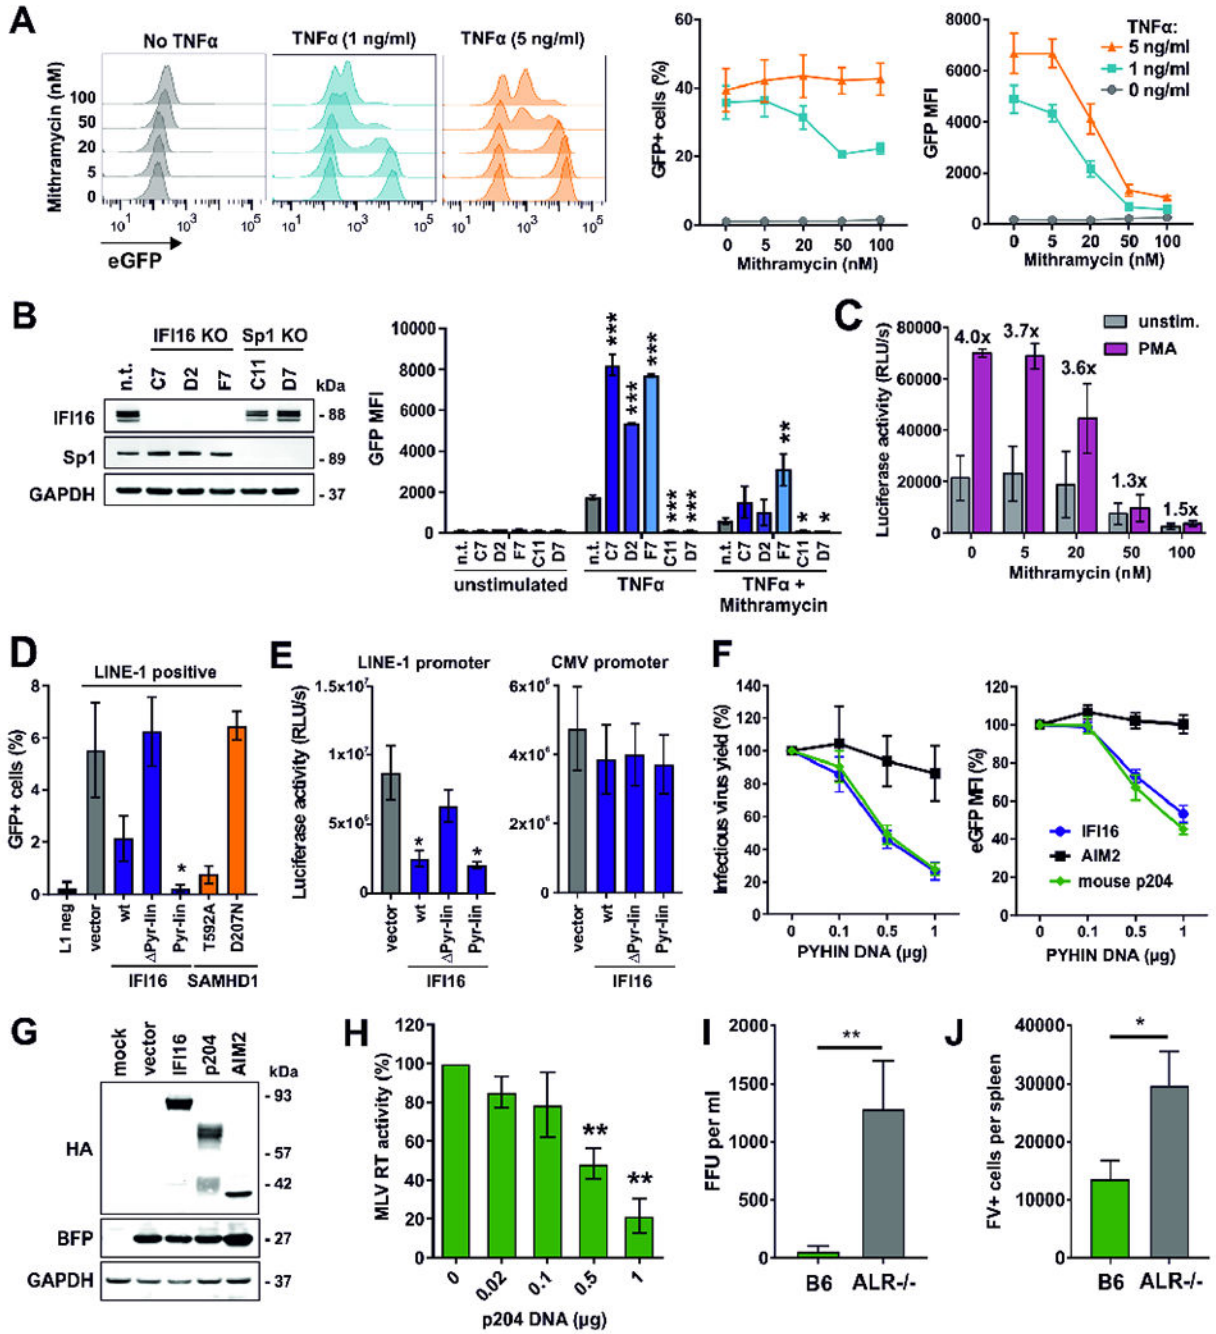 A
No TNFα
TNFα (1 ng/ml)
TNFα (5 ng/ml)
Mithramycin (nM)
100
50
20
5
0
10¹ 10³ 10⁵
10¹ 10³ 10⁵
10¹ 10³ 10⁵
eGFP
GFP+ cells (%)
60
40
20
0
0 5 20 50 100
Mithramycin (nM)
GFP MFI
8000
6000
4000
2000
0
0 5 20 50 100
Mithramycin (nM)
TNFα:
5 ng/ml
1 ng/ml
0 ng/ml
B
IFI16 KO Sp1 KO
n.t. C7 D2 F7 C11 D7 kDa
IFI16 - 88
Sp1 - 89
GAPDH - 37
GFP MFI
10000
8000
6000
4000
2000
0
*** *** *** *** *** ** * *
n.t. C7 D2 F7 C11 D7 n.t. C7 D2 F7 C11 D7 n.t. C7 D2 F7 C11 D7
unstimulated TNFα TNFα +
Mithramycin
C
unstim.
PMA
Luciferase activity (RLU/s)
80000
60000
40000
20000
0
4.0x 3.7x 3.6x 1.3x 1.5x
0 5 20 50 100
Mithramycin (nM)
D
LINE-1 positive
GFP+ cells (%)
8
6
4
2
0
*
L1 neg vector wt ΔPyr-lin Pyr-lin T592A D207N
IFI16 SAMHD1
E
LINE-1 promoter
Luciferase activity (RLU/s)
1.5x10⁷
1x10⁷
5x10⁶
0
* *
vector wt ΔPyr-lin Pyr-lin
IFI16
CMV promoter
6x10⁶
4x10⁶
2x10⁶
0
vector wt ΔPyr-lin Pyr-lin
IFI16
F
Infectious virus yield (%)
140
120
100
80
60
40
20
0
0 0.1 0.5 1
PYHIN DNA (μg)
eGFP MFI (%)
120
100
80
60
40
20
0
IFI16
AIM2
mouse p204
0 0.1 0.5 1
PYHIN DNA (μg)
G
mock vector IFI16 p204 AIM2
kDa
HA
- 93
- 57
- 42
BFP - 27
GAPDH - 37
H
MLV RT activity (%)
120
100
80
60
40
20
0
** **
0 0.02 0.1 0.5 1
p204 DNA (μg)
I
FFU per ml
2000
1500
1000
500
0
**
B6 ALR-/-
J
FV+ cells per spleen
40000
30000
20000
10000
0
*
B6 ALR-/-